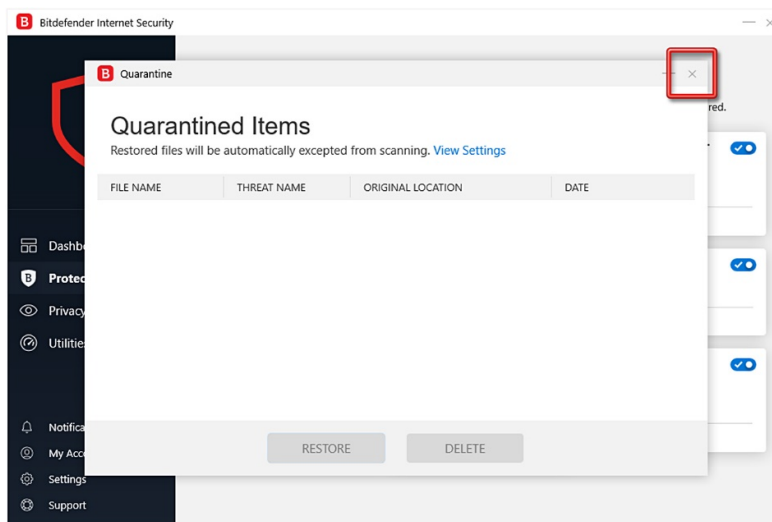 Bitdefender Internet Security
Quarantine
red.
Quarantined Items
Restored files will be automatically excepted from scanning. View Settings
FILE NAME THREAT NAME ORIGINAL LOCATION DATE
Dashb
Protec
Privacy
Utilitie
Notifica
My Acc
Settings
Support
RESTORE DELETE